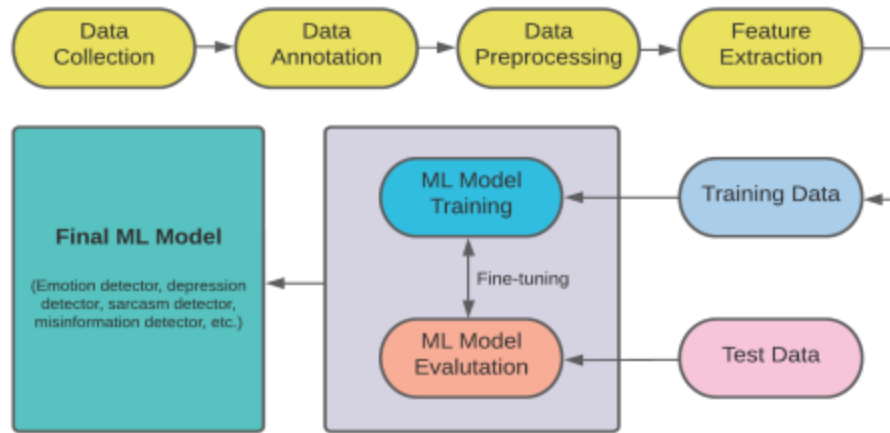 Data
Collection
Data
Annotation
Data
Preprocessing
Feature
Extraction
Final ML Model
(Emotion detector, depression
detector, sarcasm detector,
misinformation detector, etc.)
ML Model
Training
Fine-tuning
ML Model
Evalutation
Training Data
Test Data